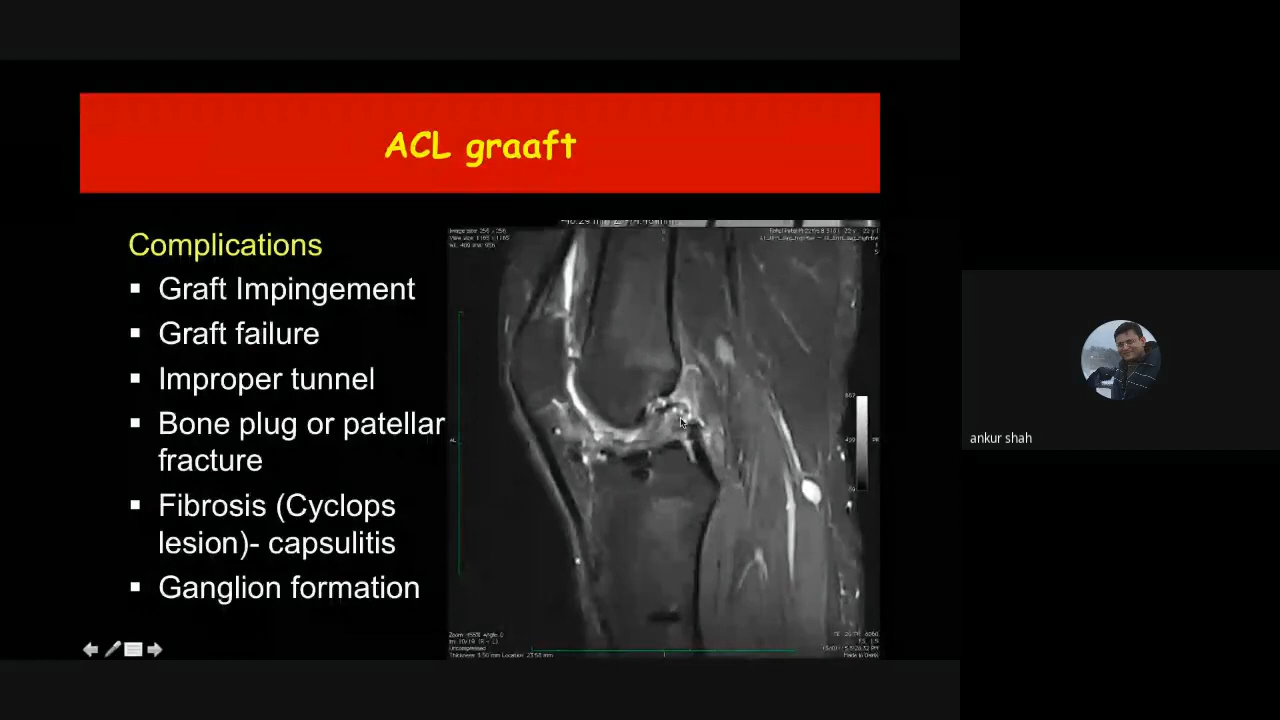 ACL graaft
Complications
Graft Impingement
Graft failure
Improper tunnel
Bone plug or patellar
fracture
Fibrosis (Cyclops
lesion)- capsulitis
Ganglion formation
ankur shah